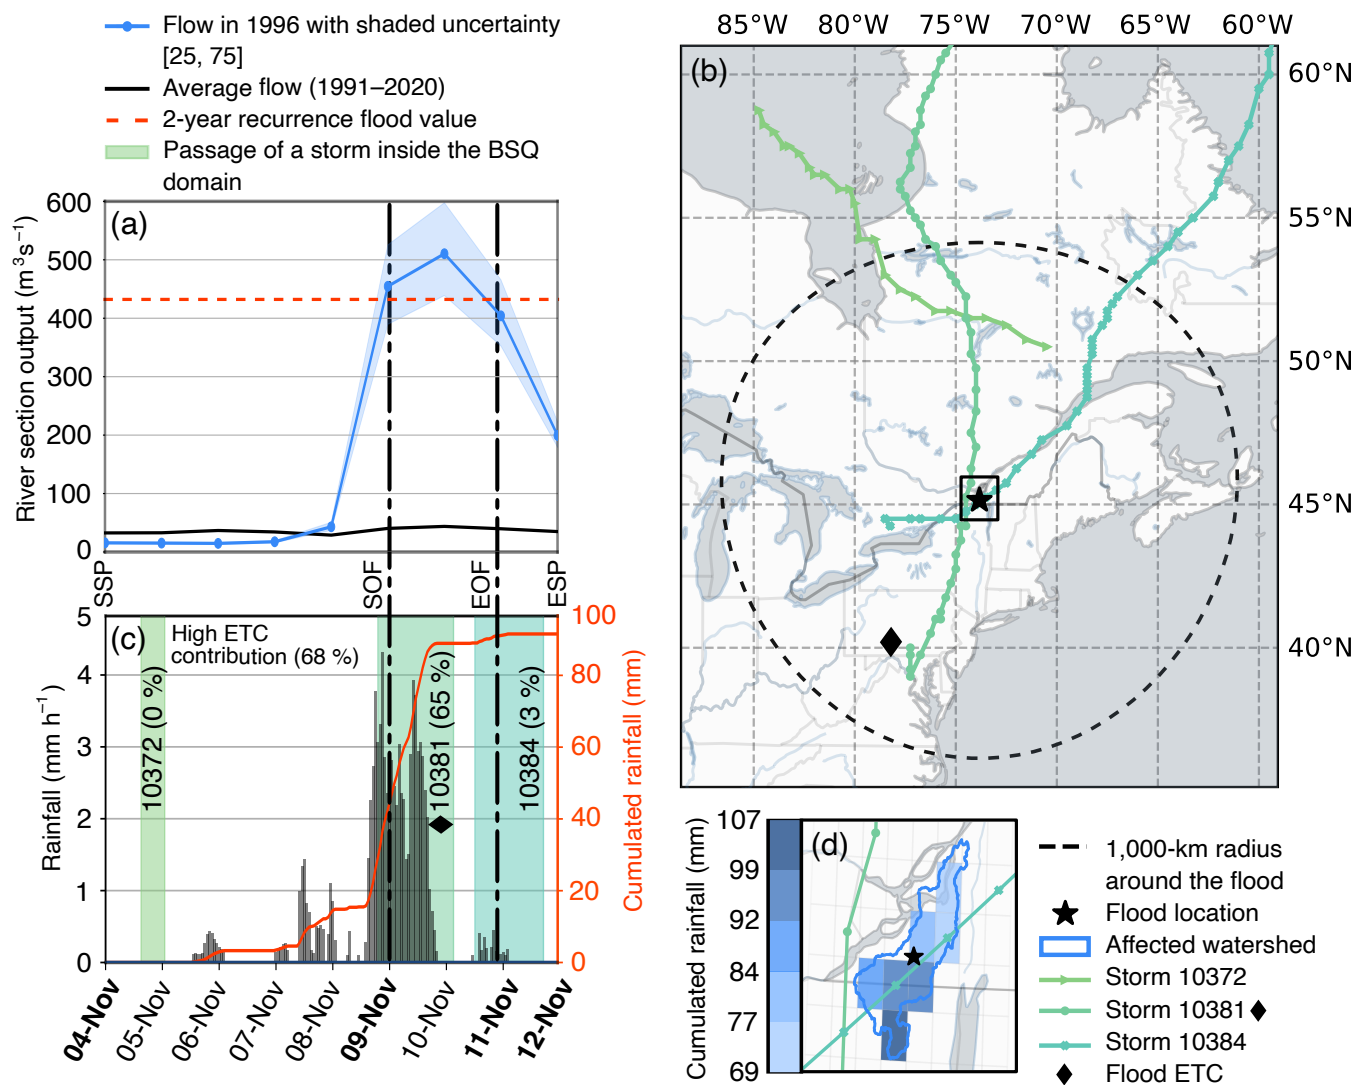 Flow in 1996 with shaded uncertainty
[25, 75]
Average flow (1991–2020)
2-year recurrence flood value
Passage of a storm inside the BSQ
domain
(a)
River section output (m³s⁻¹)
600
500
400
300
200
100
0
ESP
SOF
EOF
ESP
(c)
High ETC
contribution (68 %)
Rainfall (mm h⁻¹)
5
4
3
2
1
0
10372 (0 %)
10381 (65 %)
10384 (3 %)
100
80
60
40
20
0
Cumulated rainfall (mm)
04-Nov
05-Nov
06-Nov
07-Nov
08-Nov
09-Nov
10-Nov
11-Nov
12-Nov
85°W 80°W 75°W 70°W 65°W 60°W
(b)
60°N
55°N
50°N
45°N
40°N
Cumulated rainfall (mm)
107
99
92
84
77
69
(d)
1,000-km radius
around the flood
Flood location
Affected watershed
Storm 10372
Storm 10381
Storm 10384
Flood ETC